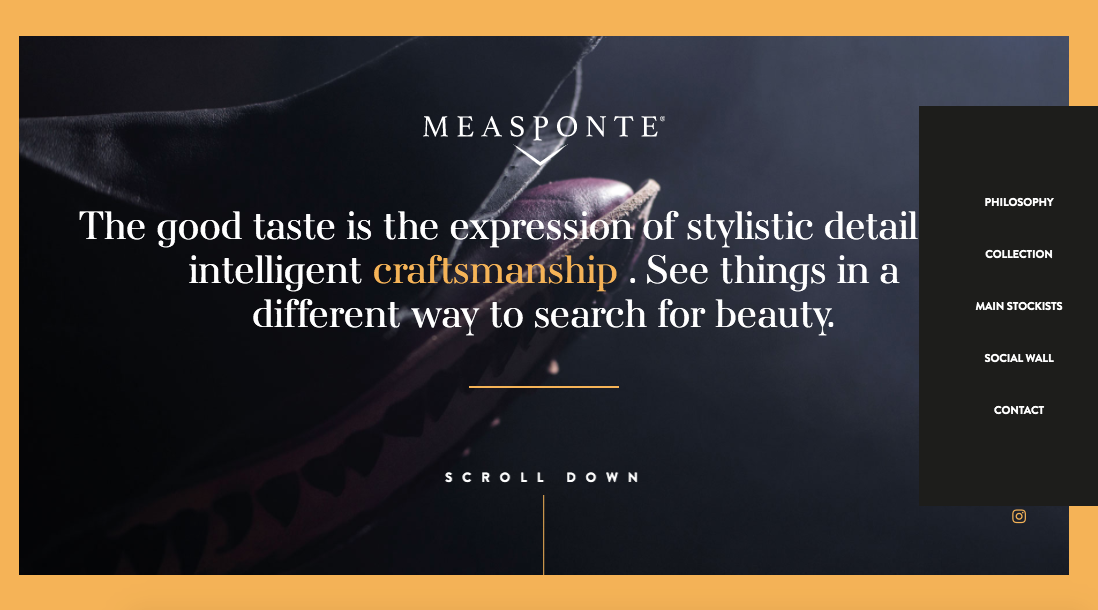 MEASPONTE®
The good taste is the expression of stylistic detail
intelligent craftsmanship . See things in a
different way to search for beauty.
SCROLL DOWN
PHILOSOPHY
COLLECTION
MAIN STOCKISTS
SOCIAL WALL
CONTACT